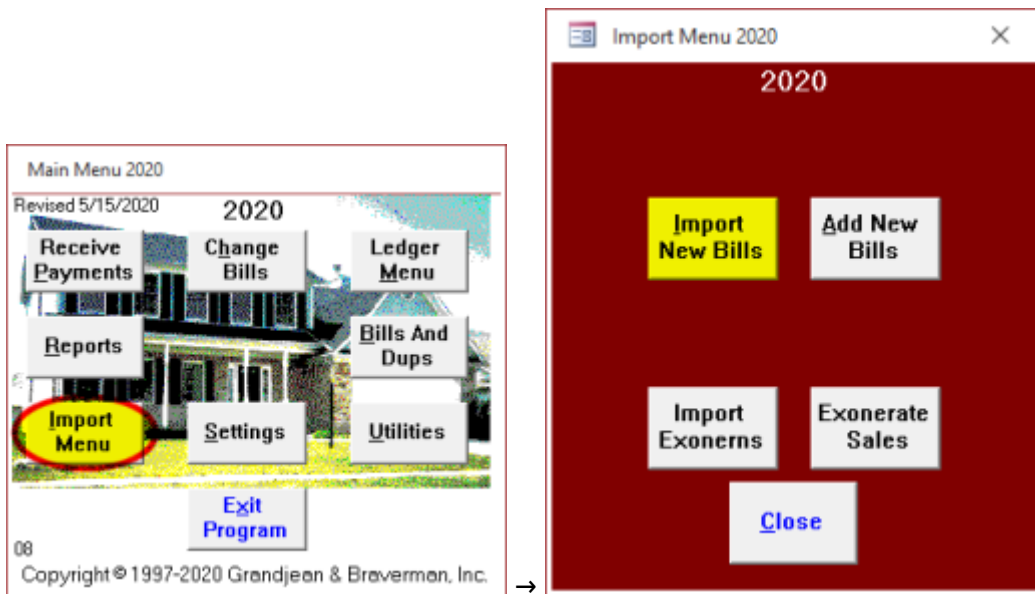 Main Menu 2020
Revised 5/15/2020
2020
Receive
Payments
Change
Bills
Ledger
Menu
Reports
Bills And
Dups
Import
Menu
Settings
Utilities
Exit
Program
08
Copyright © 1997-2020 Grandjean & Braverman, Inc.
→
Import Menu 2020
2020
Import
New Bills
Add New
Bills
Import
Exonerns
Exonerate
Sales
Close